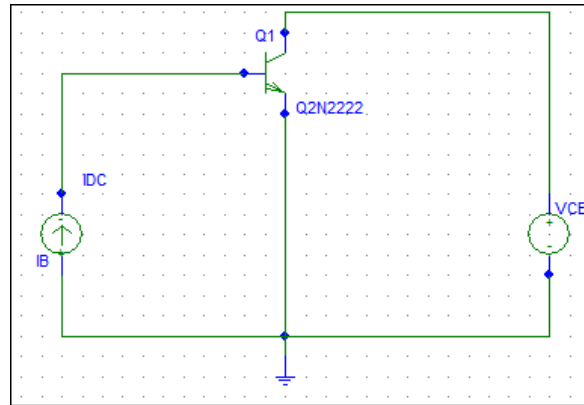 Q1
Q2N2222
IDC
IB
VCE
+
-
-
+